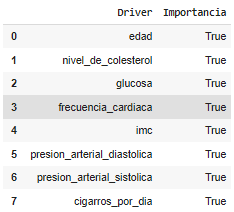 Driver Importancia
0 edad True
1 nivel_de_colesterol True
2 glucosa True
3 frecuencia_cardiaca True
4 imc True
5 presion_arterial_diastolica True
6 presion_arterial_sistolica True
7 cigarros_por_dia True